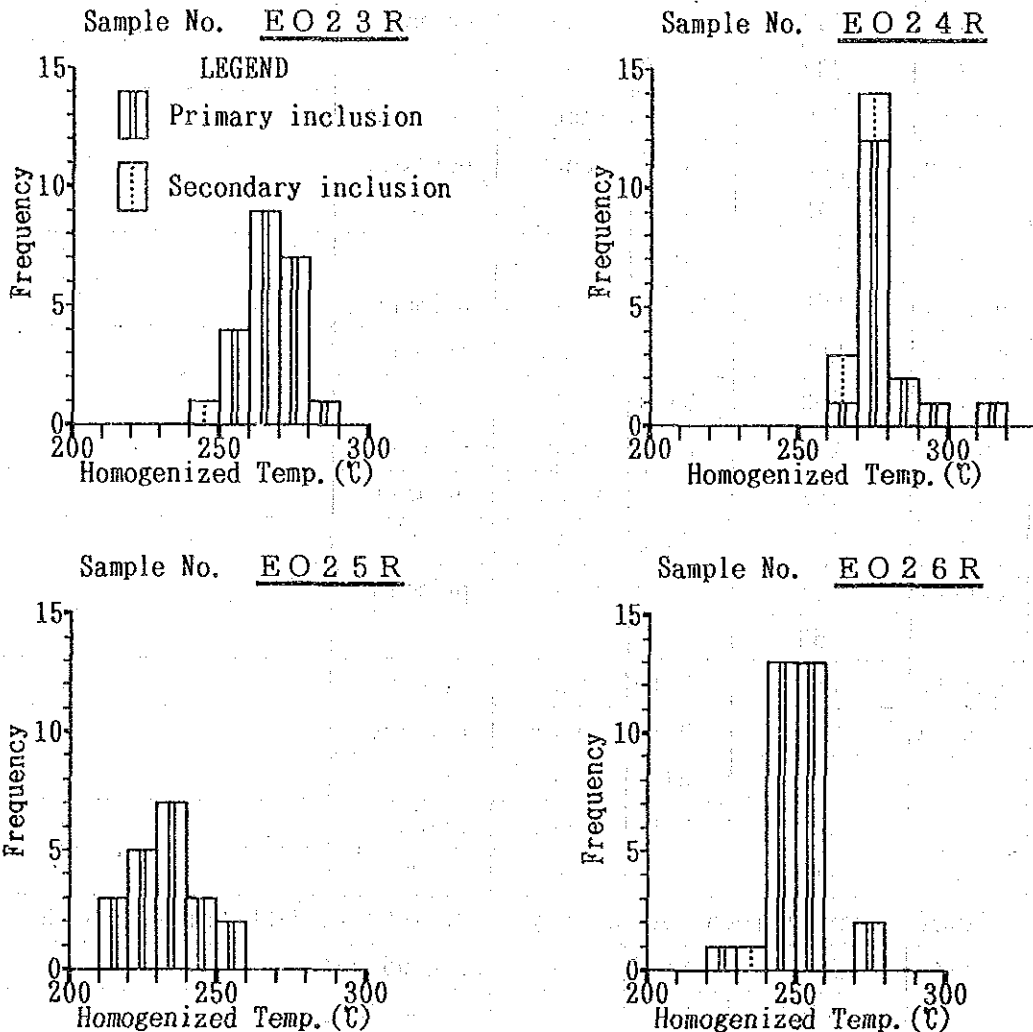 Sample No. EO23R
LEGEND
Primary inclusion
Secondary inclusion
15
10
5
0
Frequency
200 250 300
Homogenized Temp.(℃)
Sample No. EO24R
15
10
5
0
Frequency
200 250 300
Homogenized Temp.(℃)
Sample No. EO25R
15
10
5
0
Frequency
200 250 300
Homogenized Temp.(℃)
Sample No. EO26R
15
10
5
0
Frequency
200 250 300
Homogenized Temp.(℃)